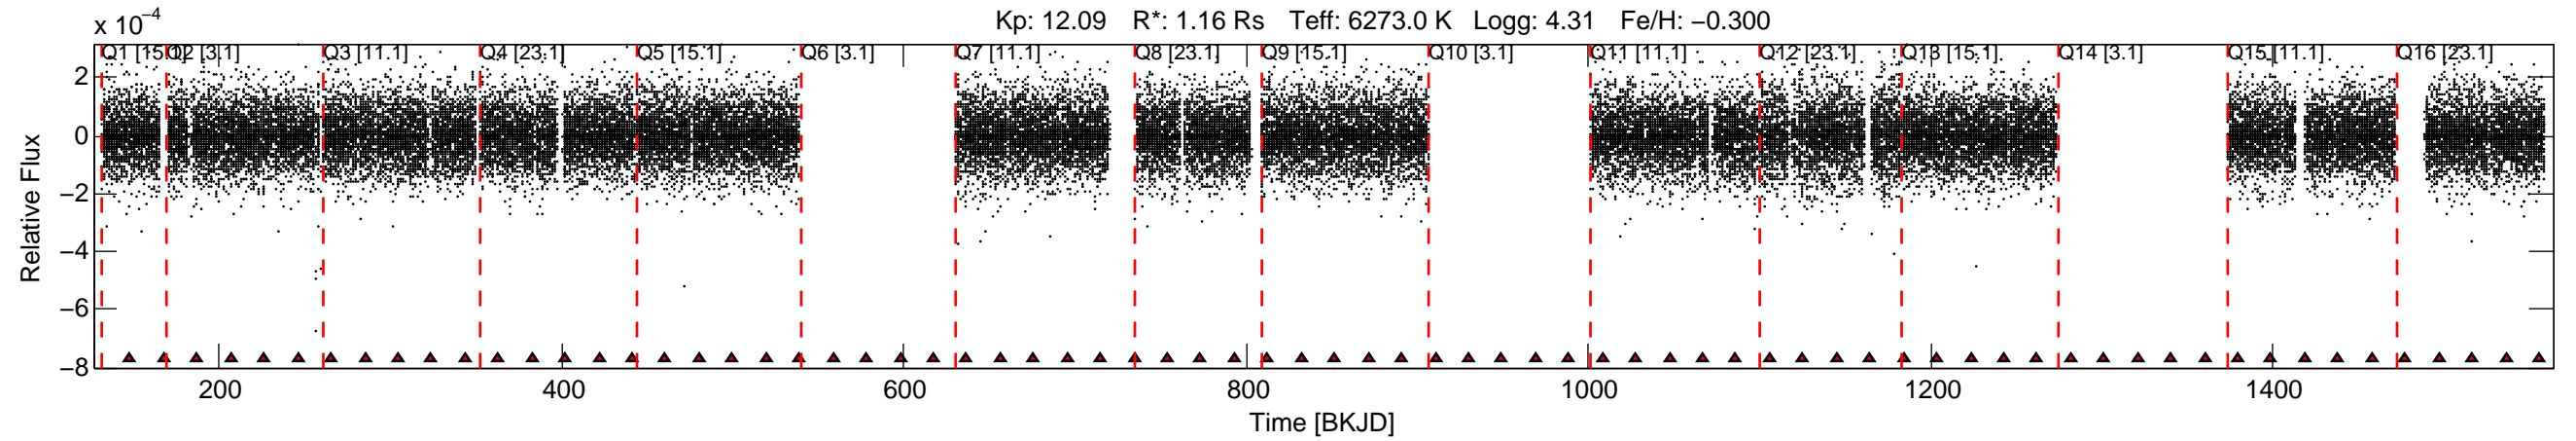 x 10⁻⁴
Kp: 12.09 R*: 1.16 Rs Teff: 6273.0 K Logg: 4.31 Fe/H: −0.300
Q1 Q2 [3.1] Q3 [11.1] Q4 [23.1] Q5 [15.1] Q6 [3.1] Q7 [11.1] Q8 [23.1] Q9 [15.1] Q10 [3.1] Q11 [11.1] Q12 [23.1] Q13 [15.1] Q14 [3.1] Q15 [11.1] Q16 [23.1]
2
0
−2
−4
−6
−8
Relative Flux
200 400 600 800 1000 1200 1400
Time [BKJD]